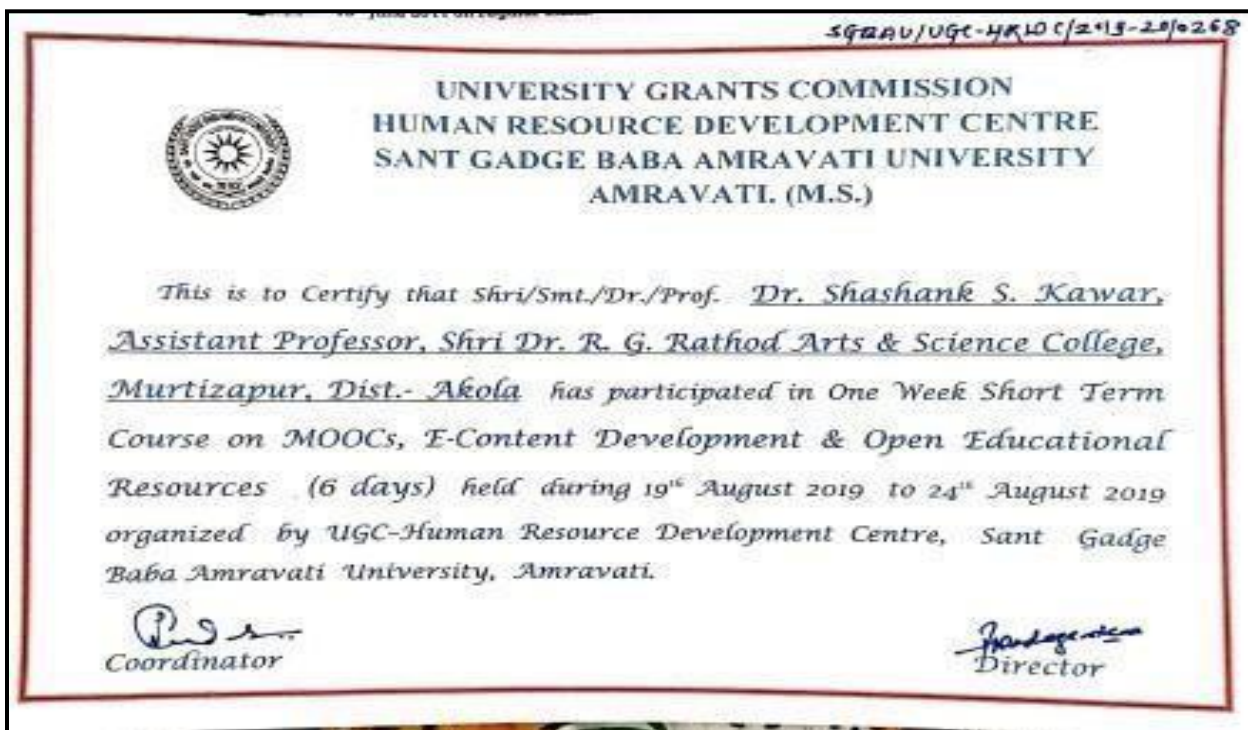 SGBAU/UGC-HRDC/2019-20/0268
UNIVERSITY GRANTS COMMISSION
HUMAN RESOURCE DEVELOPMENT CENTRE
SANT GADGE BABA AMRAVATI UNIVERSITY
AMRAVATI. (M.S.)
This is to Certify that Shri/Smt./Dr./Prof. Dr. Shashank S. Kawar,
Assistant Professor, Shri Dr. R. G. Rathod Arts & Science College,
Murtizapur, Dist.- Akola has participated in One Week Short Term
Course on MOOCs, E-Content Development & Open Educational
Resources (6 days) held during 19th August 2019 to 24th August 2019
organized by UGC-Human Resource Development Centre, Sant Gadge
Baba Amravati University, Amravati.
Coordinator
Director